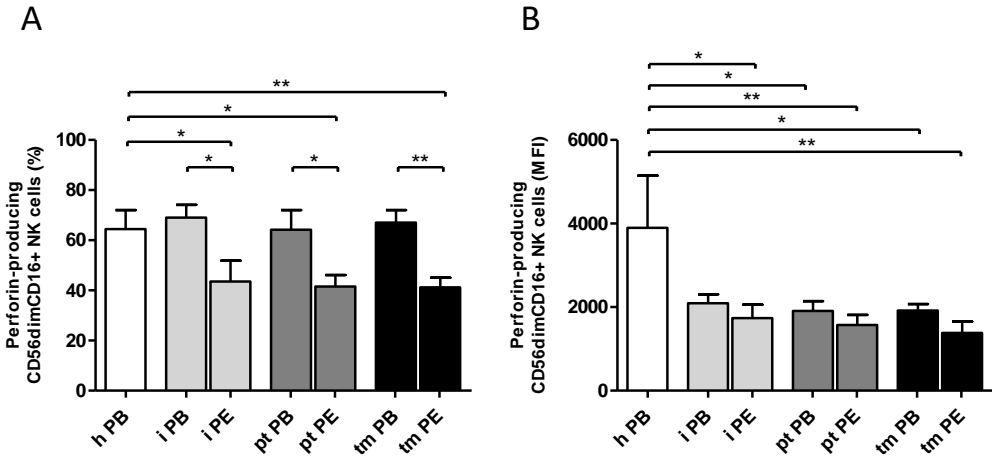 A
B
**
*
*
*
*
**
100
80
60
40
20
0
Perforin-producing
CD56dimCD16+ NK cells (%)
h PB
i PB
i PE
pt PB
pt PE
tm PB
tm PE
*
*
**
*
**
6000
4000
2000
0
Perforin-producing
CD56dimCD16+ NK cells (MFI)
h PB
i PB
i PE
pt PB
pt PE
tm PB
tm PE